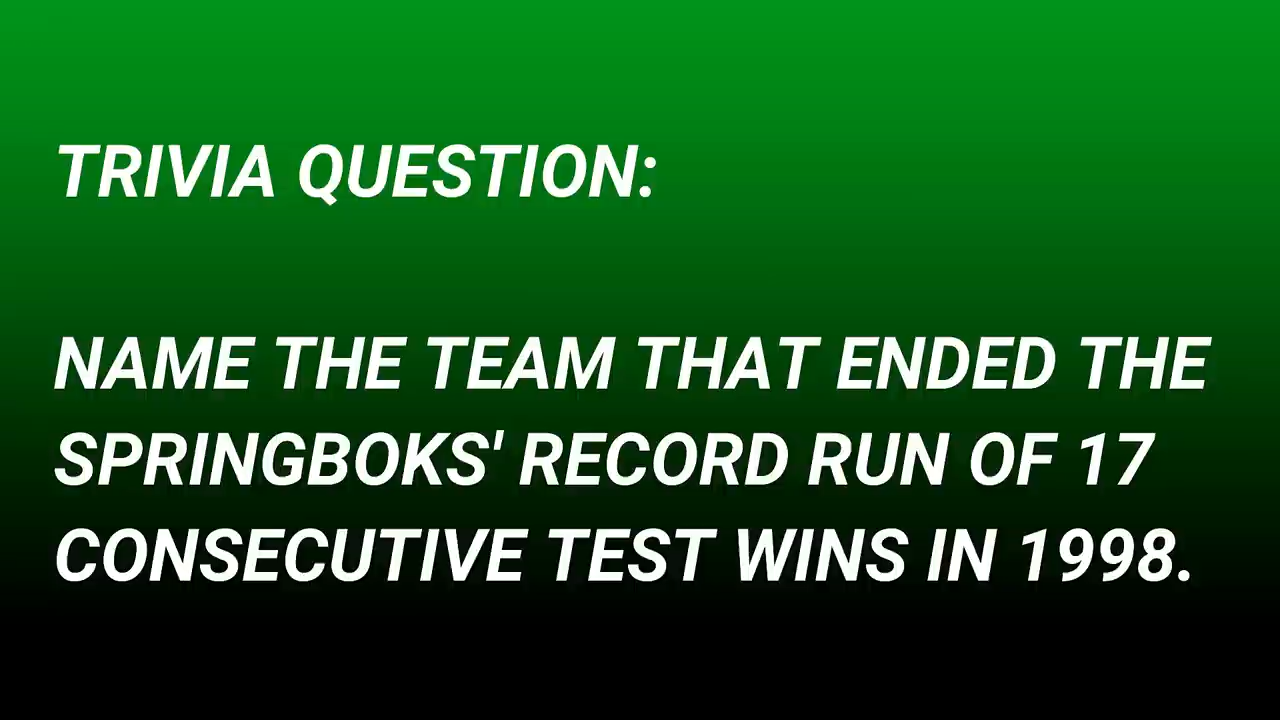 TRIVIA QUESTION:
NAME THE TEAM THAT ENDED THE
SPRINGBOKS' RECORD RUN OF 17
CONSECUTIVE TEST WINS IN 1998.